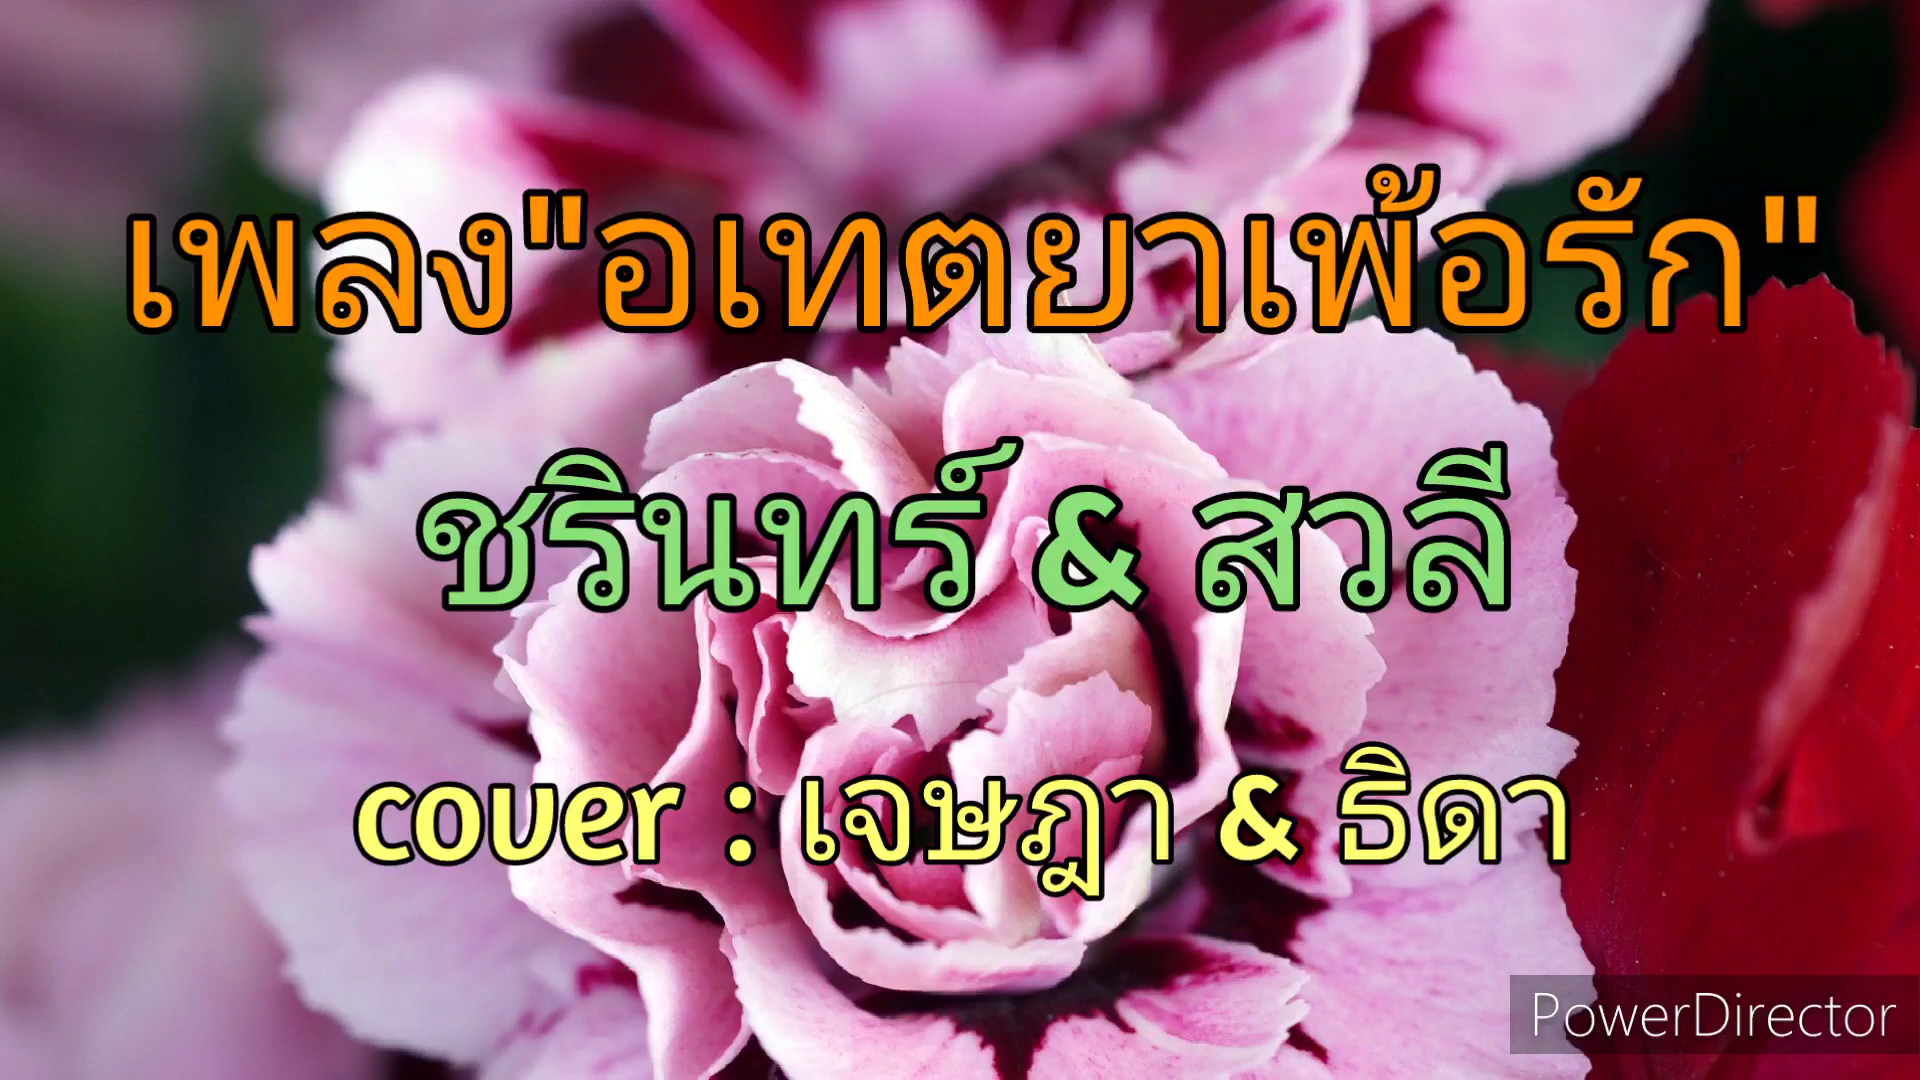 เพลง"อเทตยาเพ้อรัก"
ชรินทร์ & สวลี
cover : เจษฎา & ธิดา
PowerDirector